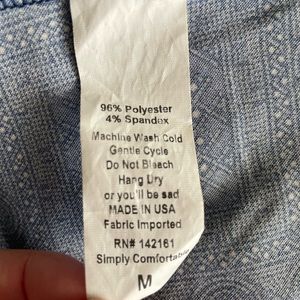 96% Polyester
4% Spandex
Machine Wash Cold
Gentle Cycle
Do Not Bleach
Hang Dry
or you'll be sad
MADE IN USA
Fabric Imported
RN# 142161
Simply Comfortable
M